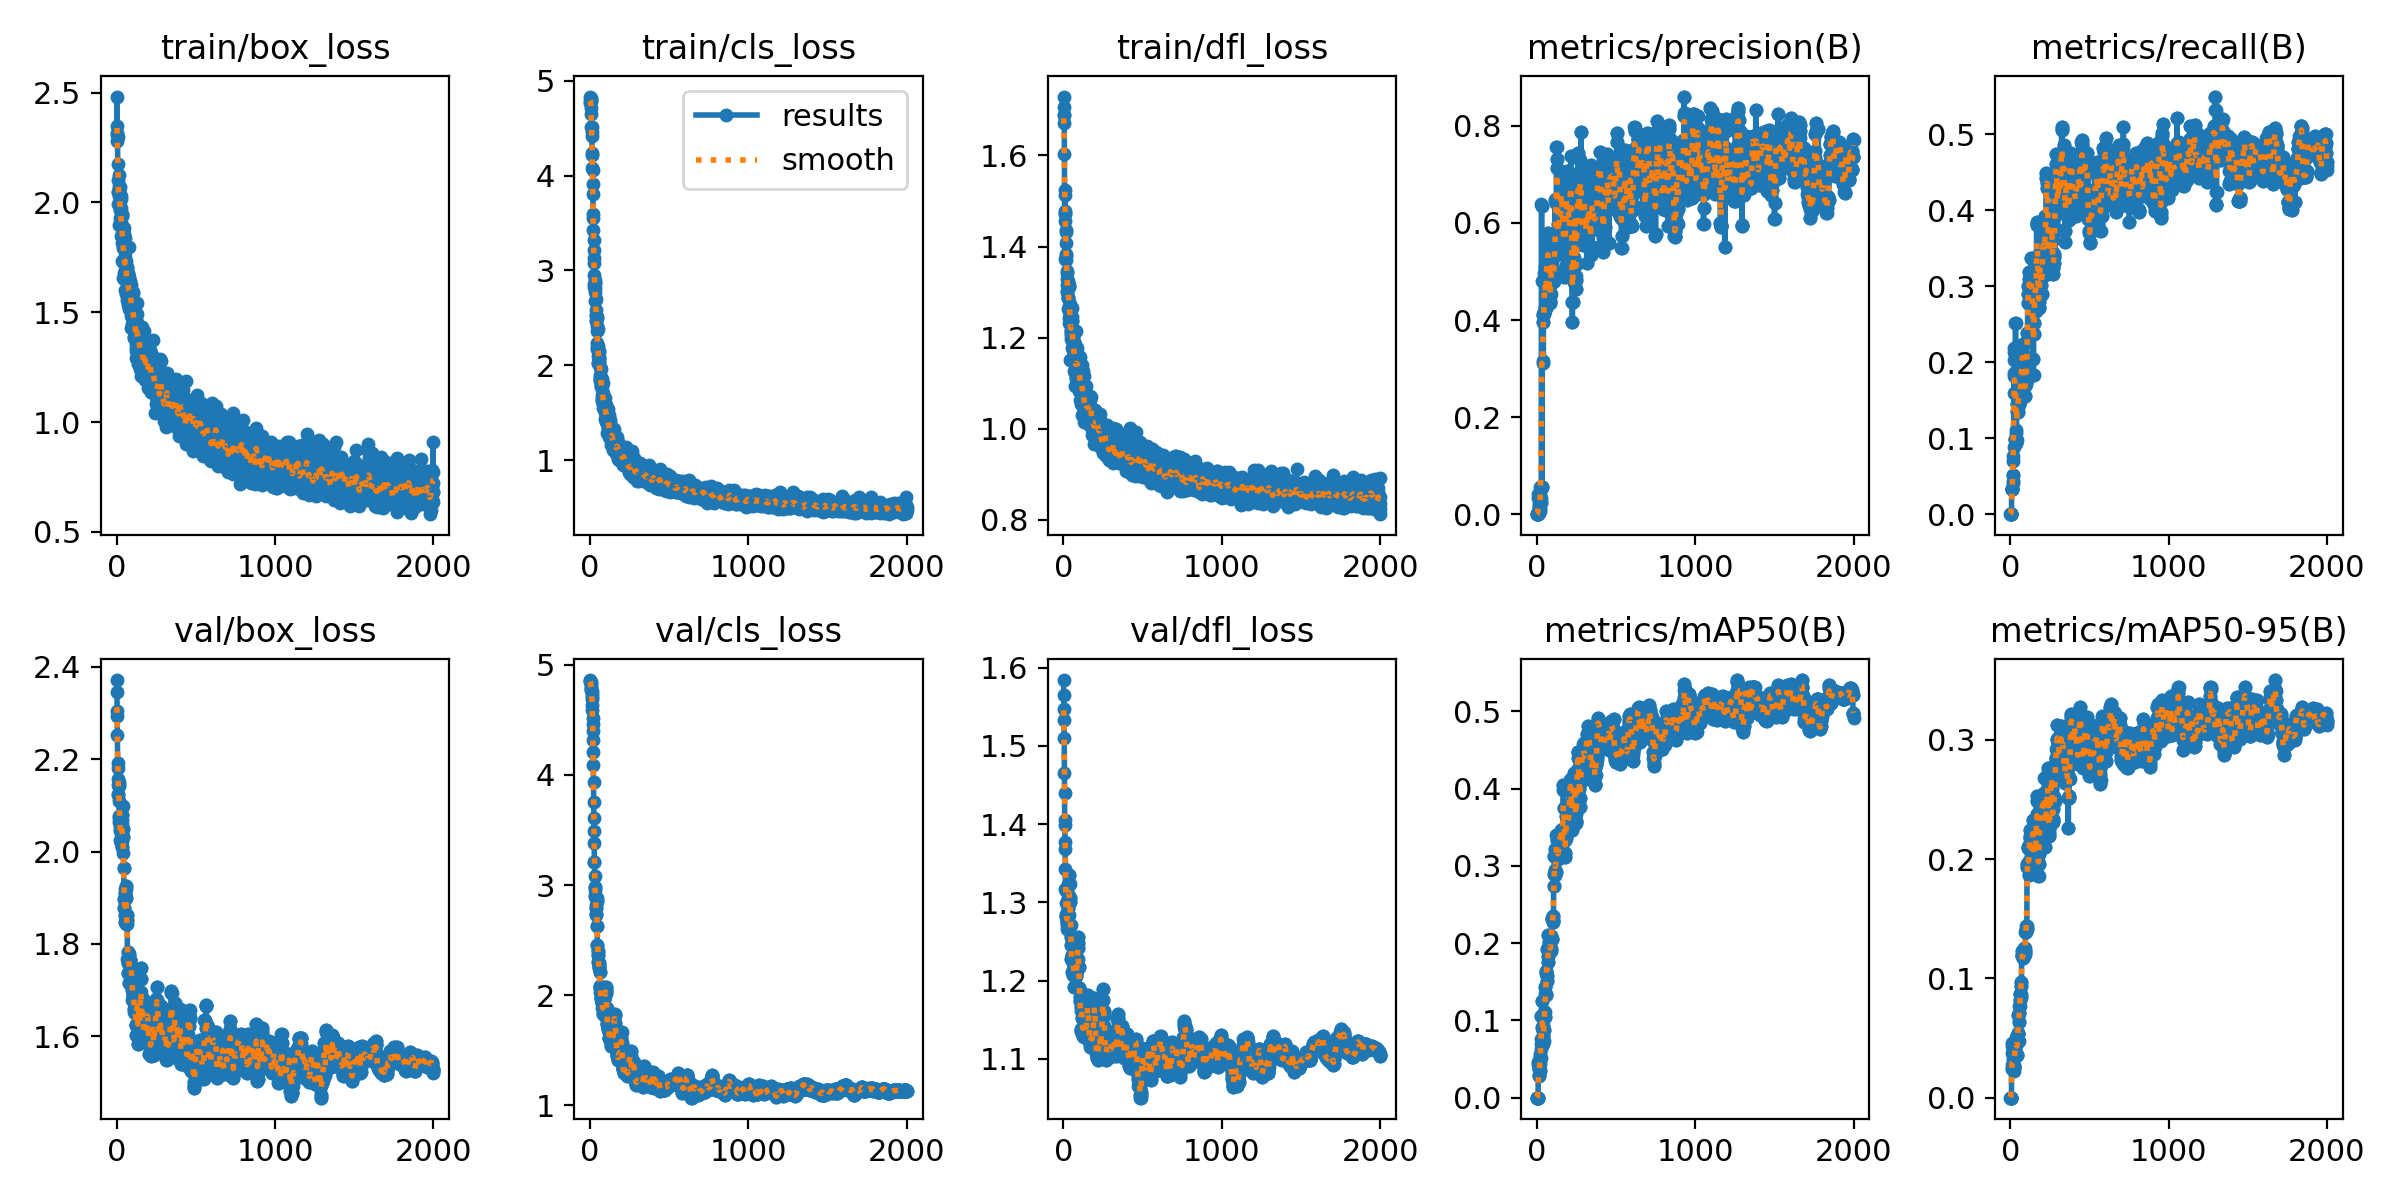 train/box_loss
2.5
2.0
1.5
1.0
0.5
0 1000 2000
train/cls_loss
results
smooth
5
4
3
2
1
0 1000 2000
train/dfl_loss
1.6
1.4
1.2
1.0
0.8
0 1000 2000
metrics/precision(B)
0.8
0.6
0.4
0.2
0.0
0 1000 2000
metrics/recall(B)
0.5
0.4
0.3
0.2
0.1
0.0
0 1000 2000
val/box_loss
2.4
2.2
2.0
1.8
1.6
0 1000 2000
val/cls_loss
5
4
3
2
1
0 1000 2000
val/dfl_loss
1.6
1.5
1.4
1.3
1.2
1.1
0 1000 2000
metrics/mAP50(B)
0.5
0.4
0.3
0.2
0.1
0.0
0 1000 2000
metrics/mAP50-95(B)
0.3
0.2
0.1
0.0
0 1000 2000